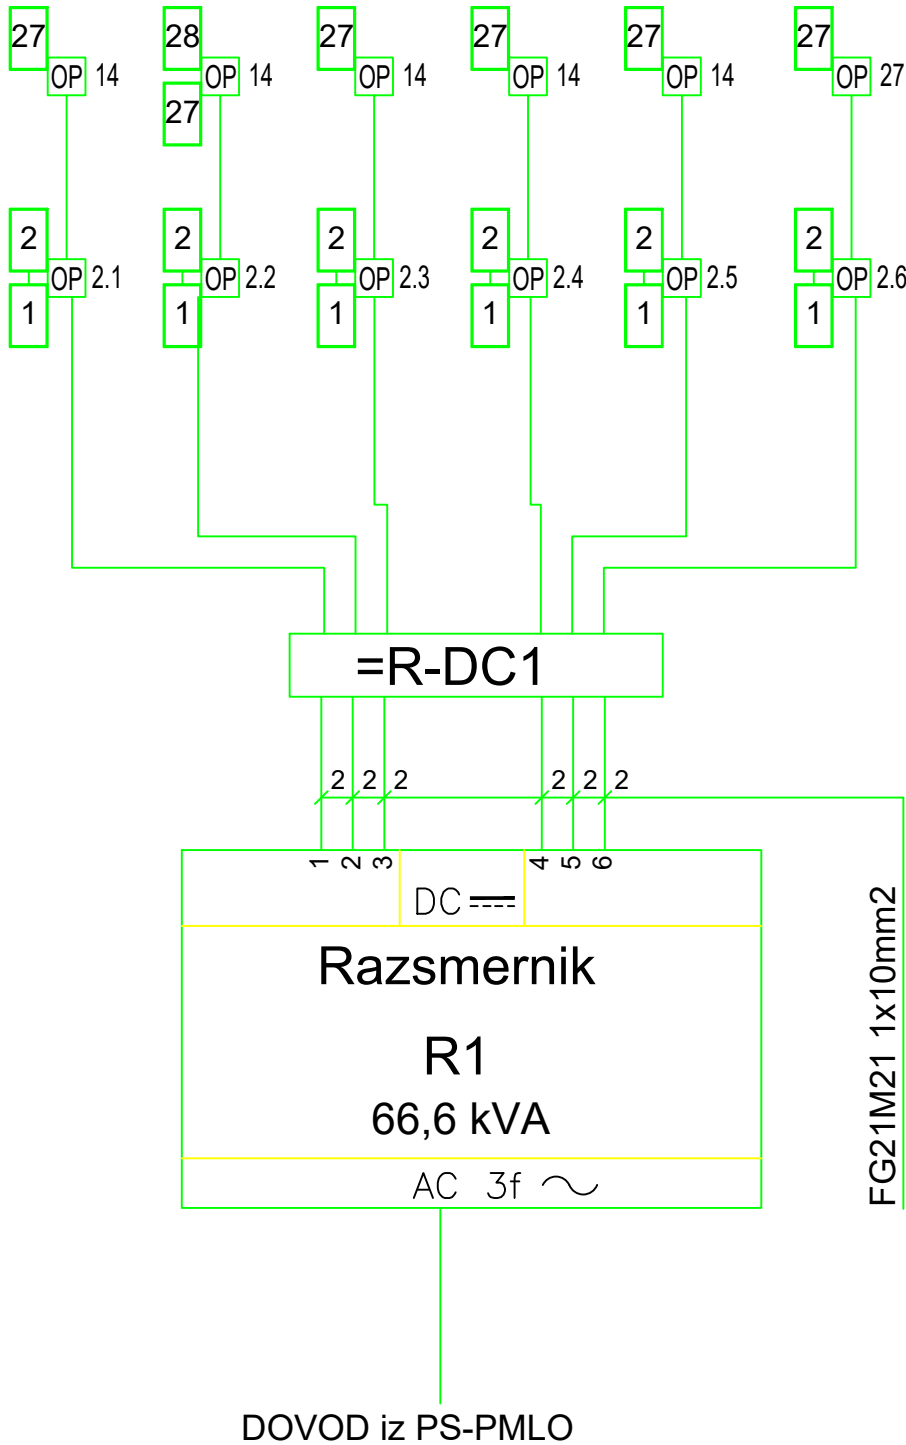 27 28 27 27 27 27
OP 14 OP 14 OP 14 OP 14 OP 14 OP 27
27
2 2 2 2 2 2
OP 2.1 OP 2.2 OP 2.3 OP 2.4 OP 2.5 OP 2.6
1 1 1 1 1 1
=R-DC1
2 2 2 2 2 2
1 2 3 4 5 6
DC
Razsmernik
R1
66,6 kVA
AC 3f
FG21M21 1x10mm2
DOVOD iz PS-PMLO